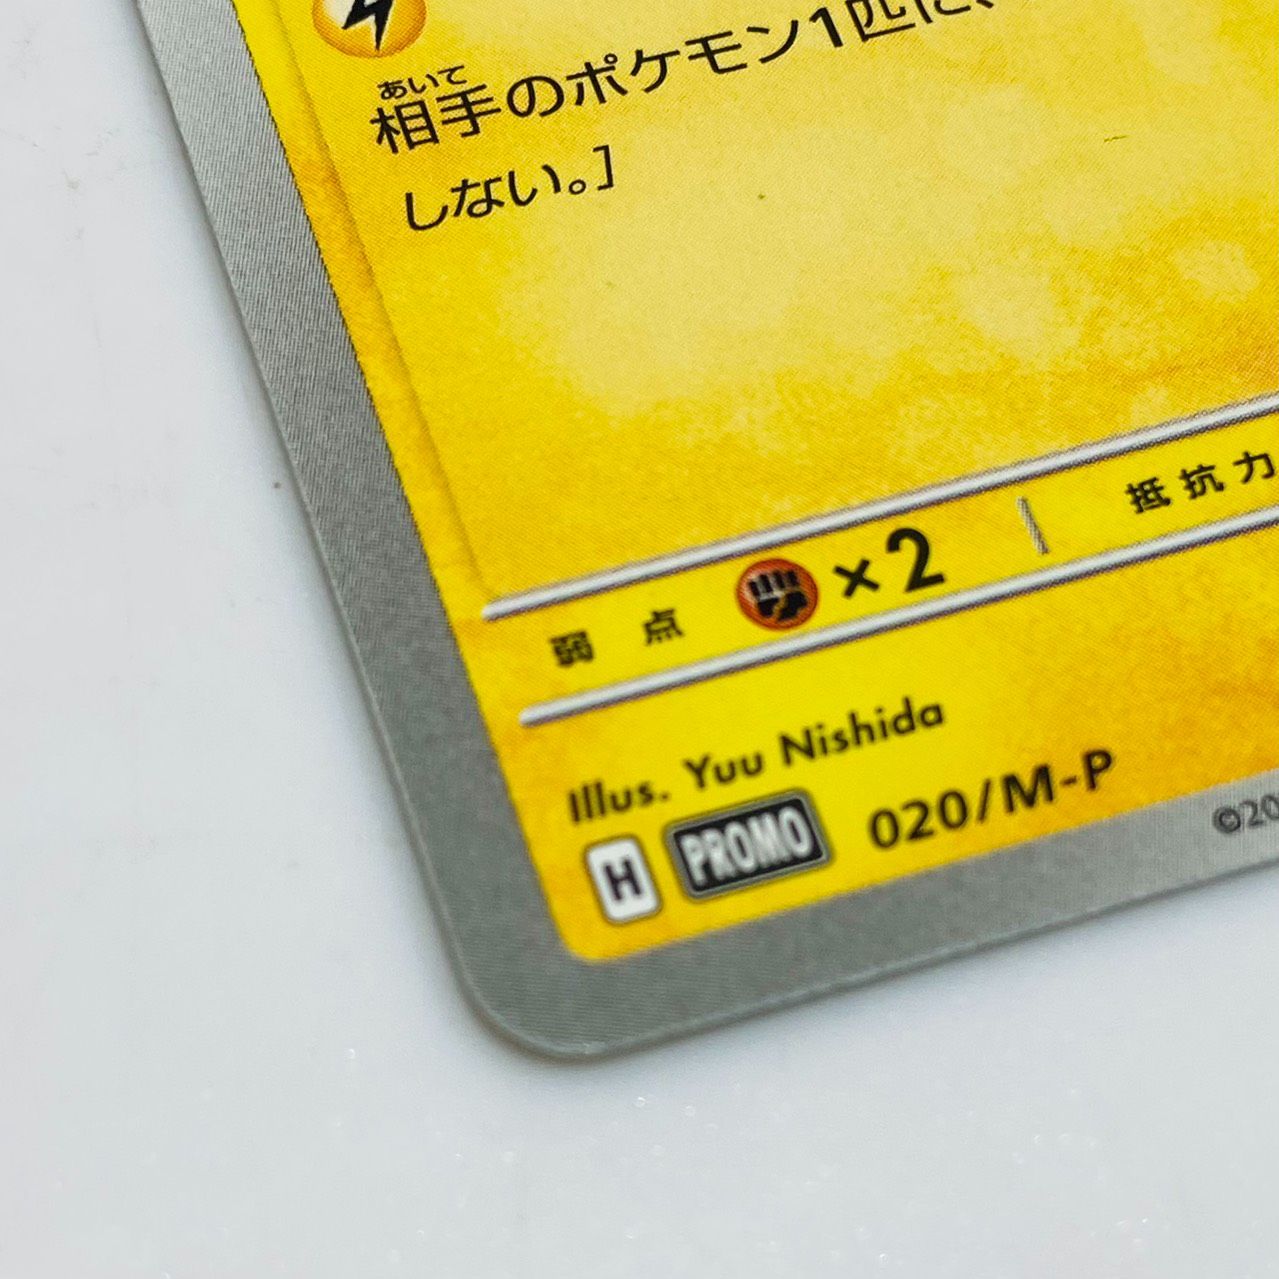 あいて
相手のポケモン1匹に、
しない。]
弱点 ×2 抵抗力
Illus. Yuu Nishida
H PROMO 020/M-P
©20